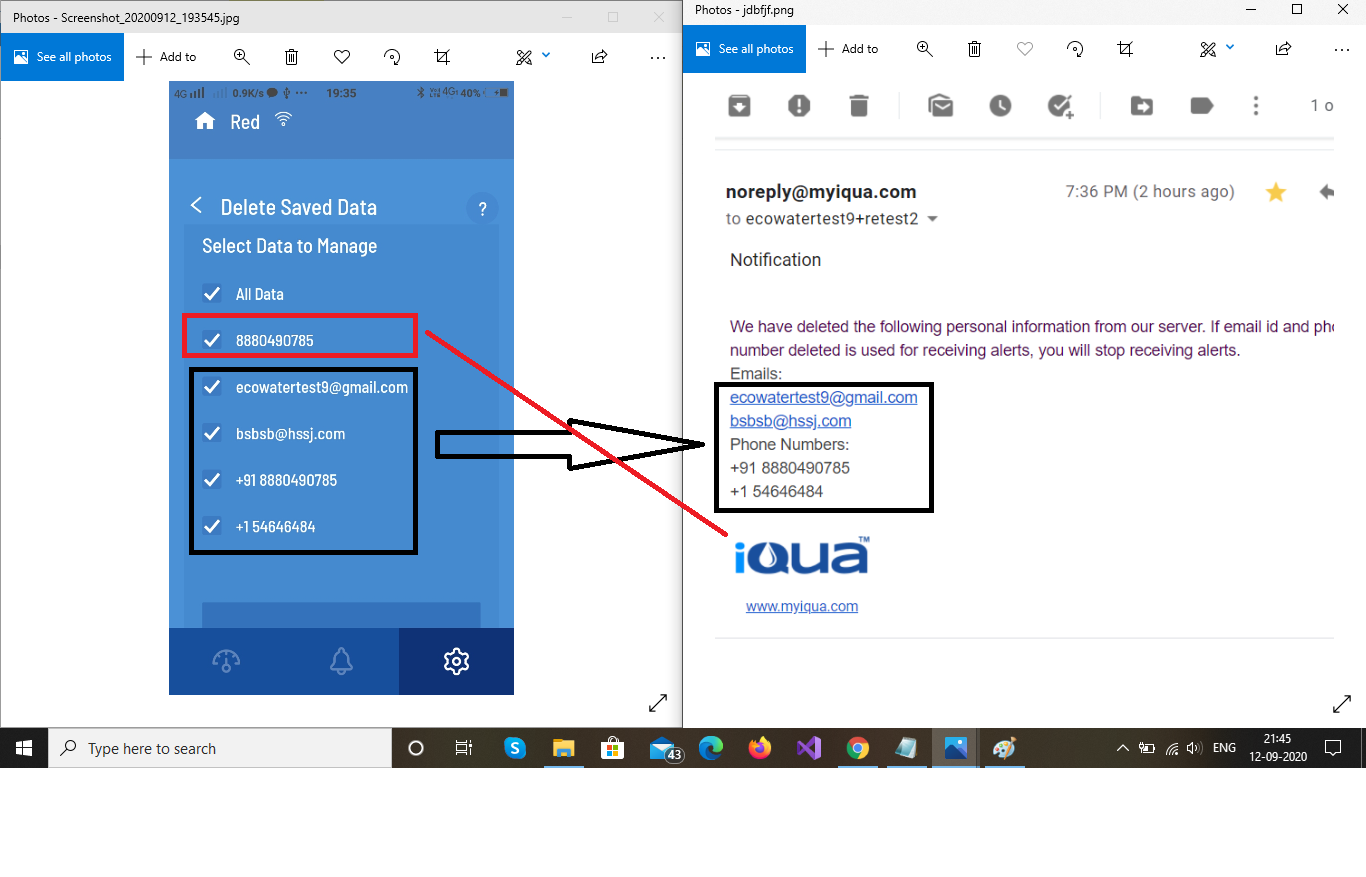 Photos - Screenshot_20200912_193545.jpg
See all photos
Add to
4G
0.9K/s
19:35
4G
40%
Red
Delete Saved Data
?
Select Data to Manage
All Data
8880490785
ecowatertest9@gmail.com
bsbsb@hssj.com
+91 8880490785
+1 54646484
Photos - jdbfjf.png
See all photos
Add to
1 o
noreply@myiqua.com
7:36 PM (2 hours ago)
to ecowatertest9+retest2
Notification
We have deleted the following personal information from our server. If email id and pho
number deleted is used for receiving alerts, you will stop receiving alerts.
Emails:
ecowatertest9@gmail.com
bsbsb@hssj.com
Phone Numbers:
+91 8880490785
+1 54646484
iQua™
www.myiqua.com
Type here to search
43
ENG
21:45
12-09-2020